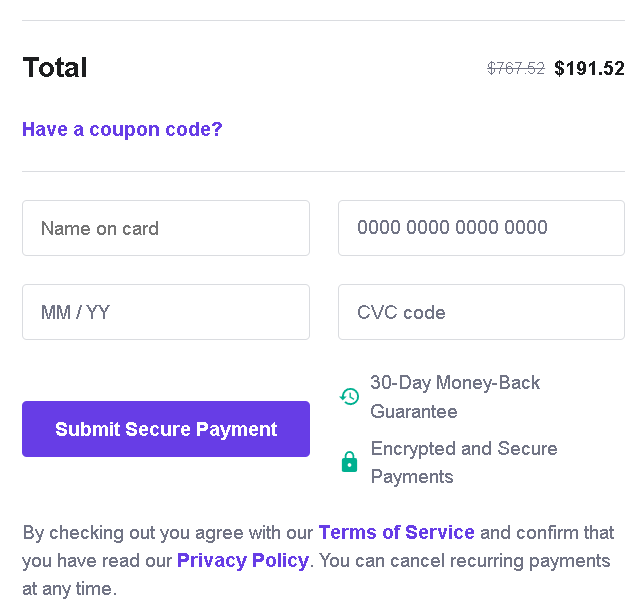 Total
$767.52 $191.52
Have a coupon code?
Name on card
0000 0000 0000 0000
MM / YY
CVC code
30-Day Money-Back
Guarantee
Submit Secure Payment
Encrypted and Secure
Payments
By checking out you agree with our Terms of Service and confirm that
you have read our Privacy Policy. You can cancel recurring payments
at any time.